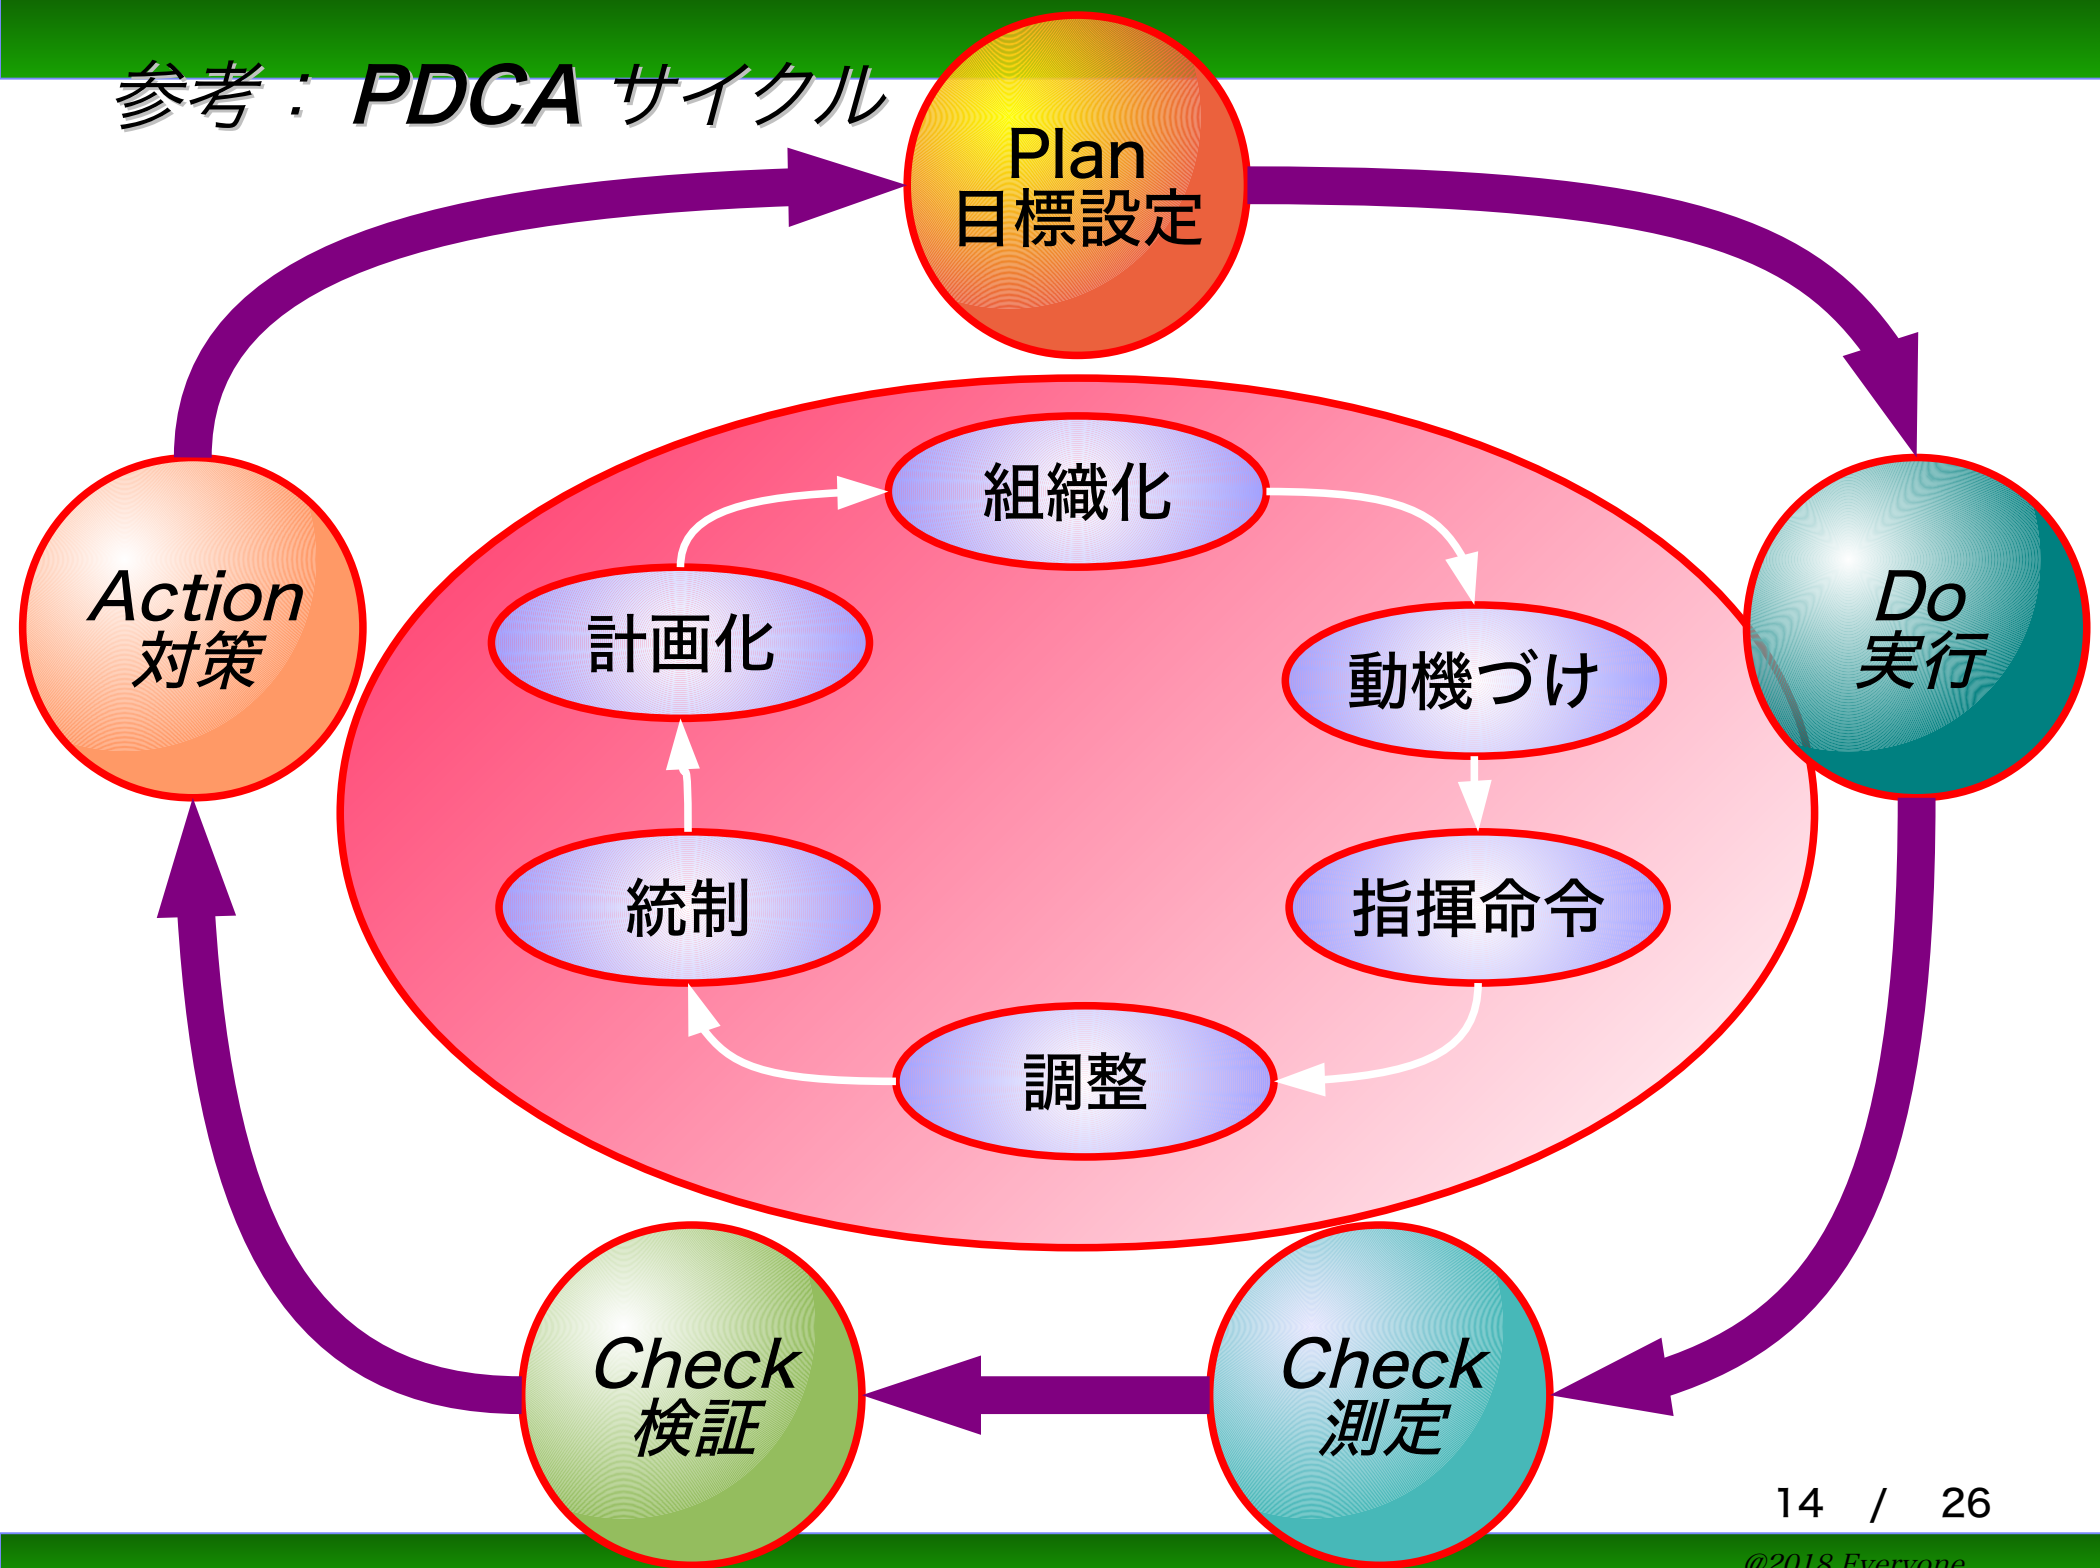 参考： PDCA サイクル
Plan
目標設定
Do
実行
Check
測定
Check
検証
Action
対策
組織化
動機づけ
指揮命令
調整
統制
計画化
14 / 26
@2018 Everyone